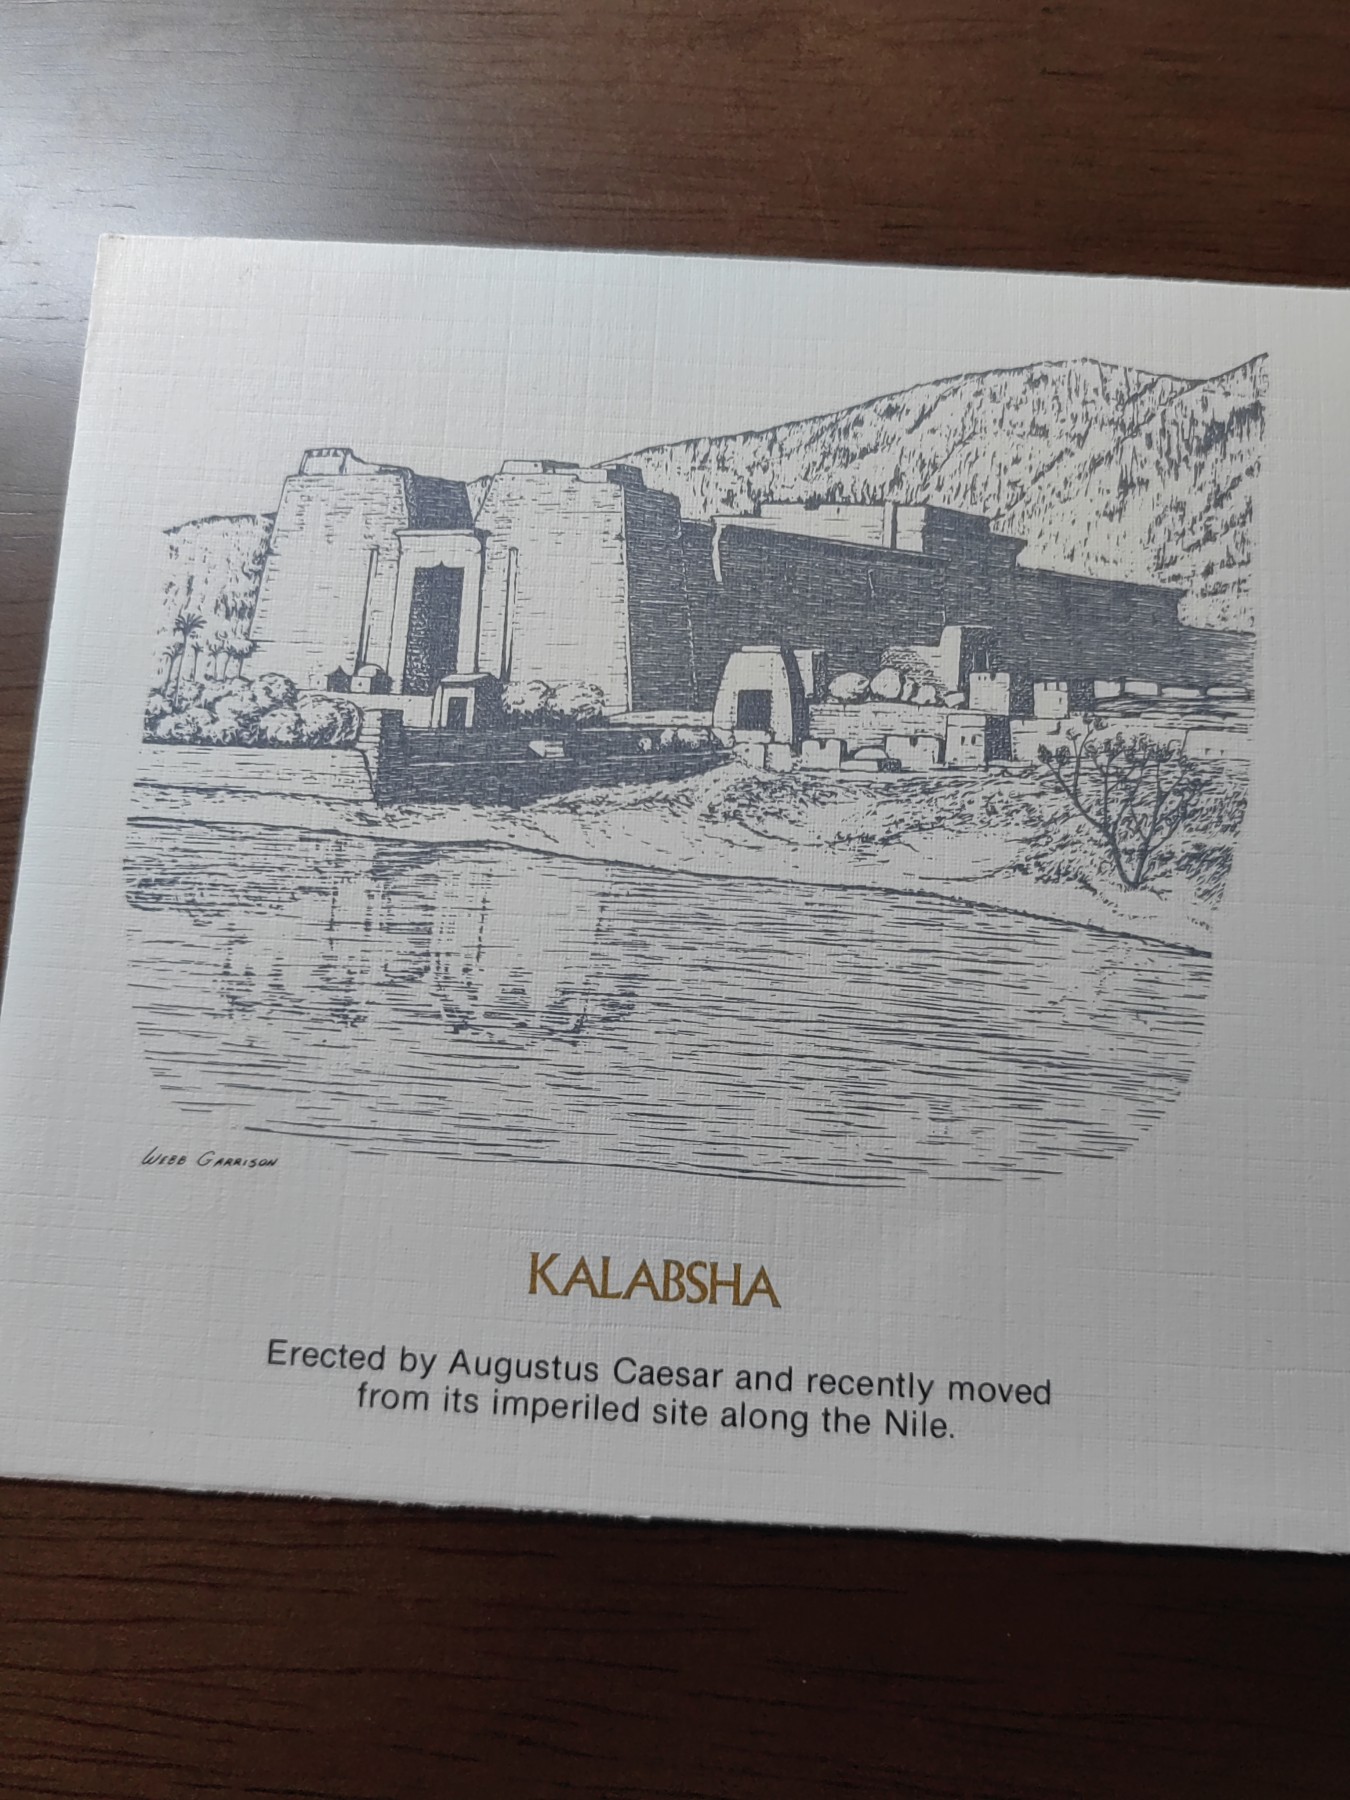 WEBB GARRISON
KALABSHA
Erected by Augustus Caesar and recently moved
from its imperiled site along the Nile.